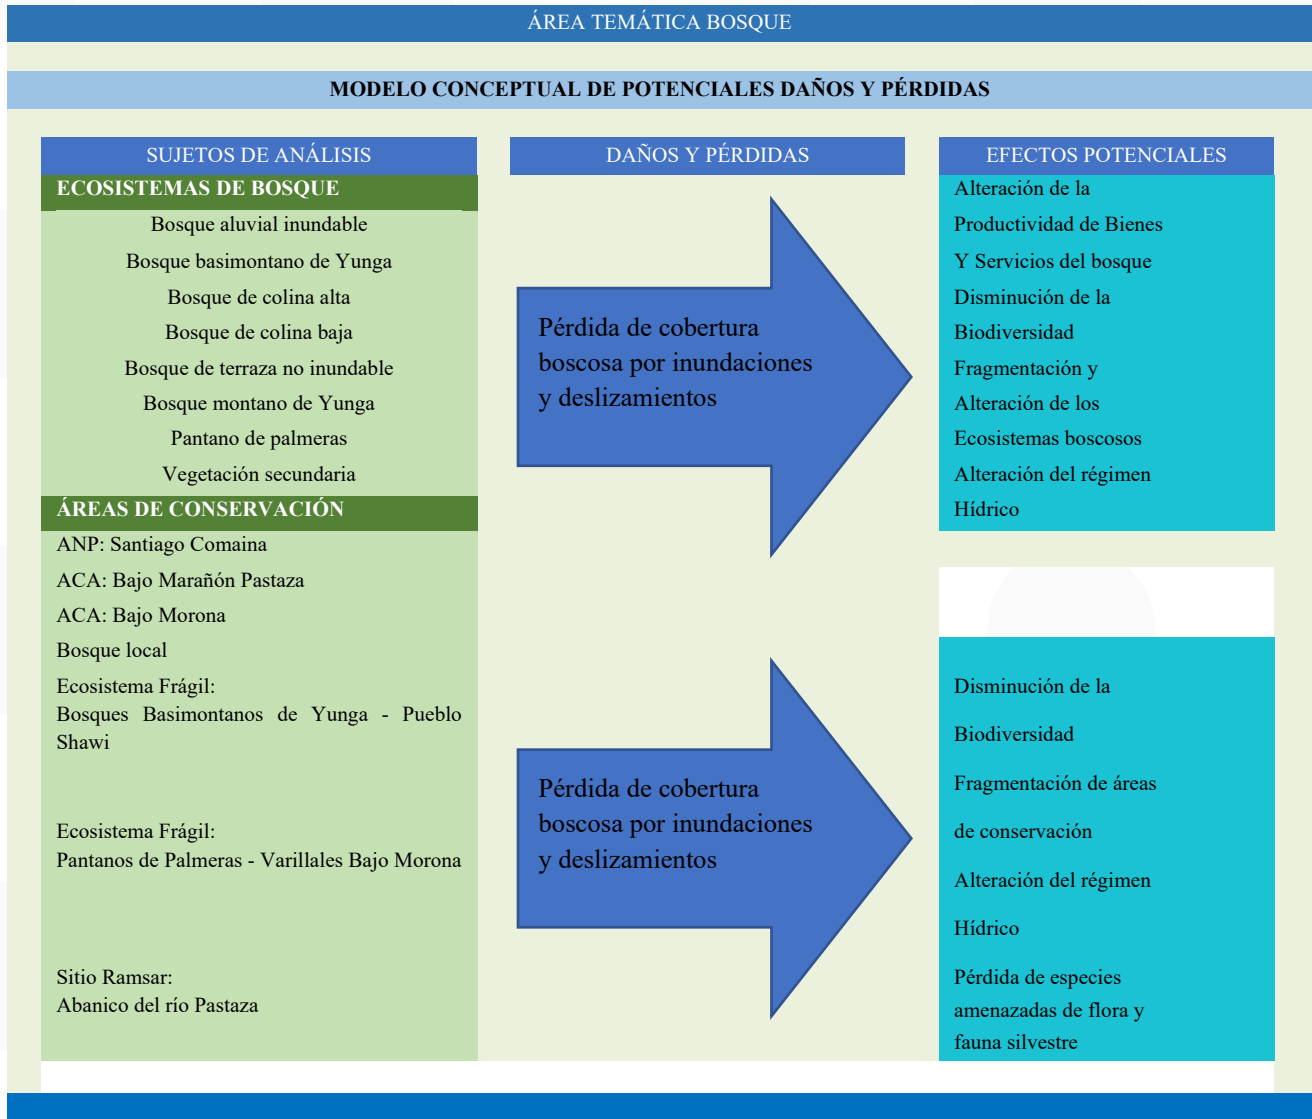 ÁREA TEMÁTICA BOSQUE
MODELO CONCEPTUAL DE POTENCIALES DAÑOS Y PÉRDIDAS
SUJETOS DE ANÁLISIS
ECOSISTEMAS DE BOSQUE
Bosque aluvial inundable
Bosque basimontano de Yunga
Bosque de colina alta
Bosque de colina baja
Bosque de terraza no inundable
Bosque montano de Yunga
Pantano de palmeras
Vegetación secundaria
ÁREAS DE CONSERVACIÓN
ANP: Santiago Comaina
ACA: Bajo Marañón Pastaza
ACA: Bajo Morona
Bosque local
Ecosistema Frágil:
Bosques Basimontanos de Yunga - Pueblo
Shawi
Ecosistema Frágil:
Pantanos de Palmeras - Varillales Bajo Morona
Sitio Ramsar:
Abanico del río Pastaza
DAÑOS Y PÉRDIDAS
Pérdida de cobertura
boscosa por inundaciones
y deslizamientos
Pérdida de cobertura
boscosa por inundaciones
y deslizamientos
EFECTOS POTENCIALES
Alteración de la
Productividad de Bienes
Y Servicios del bosque
Disminución de la
Biodiversidad
Fragmentación y
Alteración de los
Ecosistemas boscosos
Alteración del régimen
Hídrico
Disminución de la
Biodiversidad
Fragmentación de áreas
de conservación
Alteración del régimen
Hídrico
Pérdida de especies
amenazadas de flora y
fauna silvestre